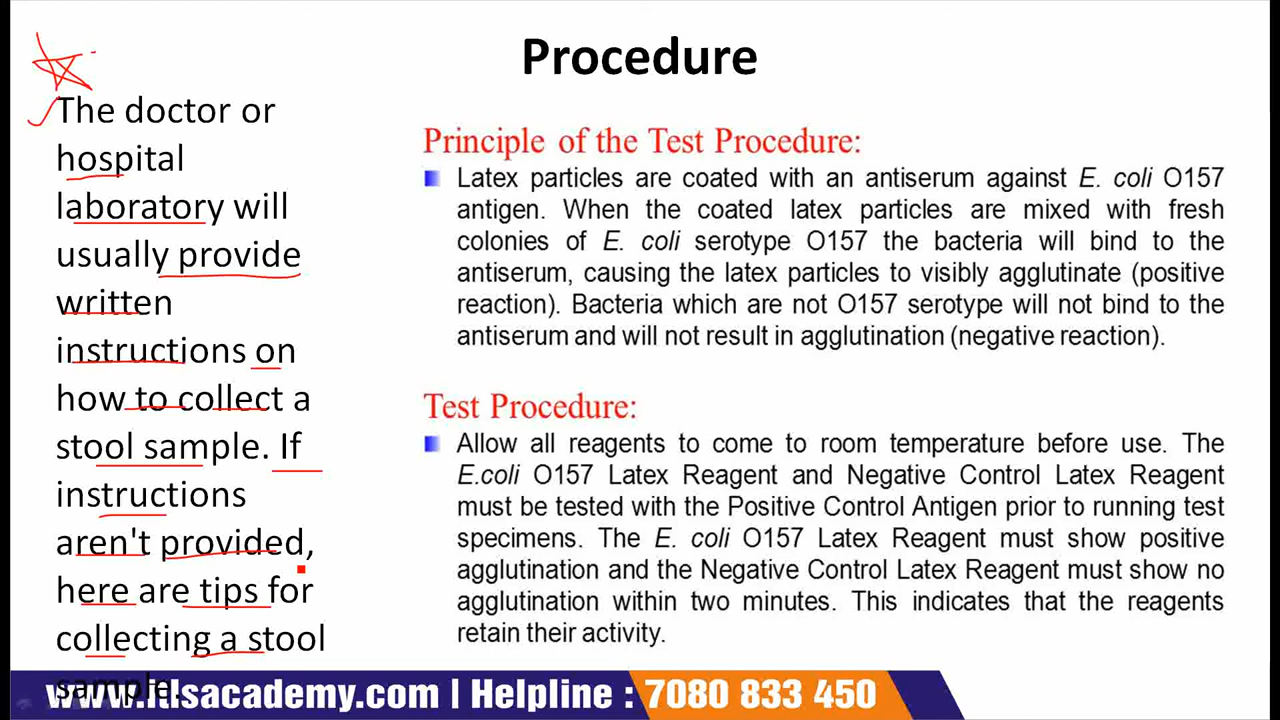 Procedure
The doctor or
hospital
laboratory will
usually provide
written
instructions on
how to collect a
stool sample. If
instructions
aren't provided,
here are tips for
collecting a stool
sample.
Principle of the Test Procedure:
Latex particles are coated with an antiserum against E. coli O157
antigen. When the coated latex particles are mixed with fresh
colonies of E. coli serotype O157 the bacteria will bind to the
antiserum, causing the latex particles to visibly agglutinate (positive
reaction). Bacteria which are not O157 serotype will not bind to the
antiserum and will not result in agglutination (negative reaction).
Test Procedure:
Allow all reagents to come to room temperature before use. The
E.coli O157 Latex Reagent and Negative Control Latex Reagent
must be tested with the Positive Control Antigen prior to running test
specimens. The E. coli O157 Latex Reagent must show positive
agglutination and the Negative Control Latex Reagent must show no
agglutination within two minutes. This indicates that the reagents
retain their activity.
www.ltlsacademy.com | Helpline : 7080 833 450